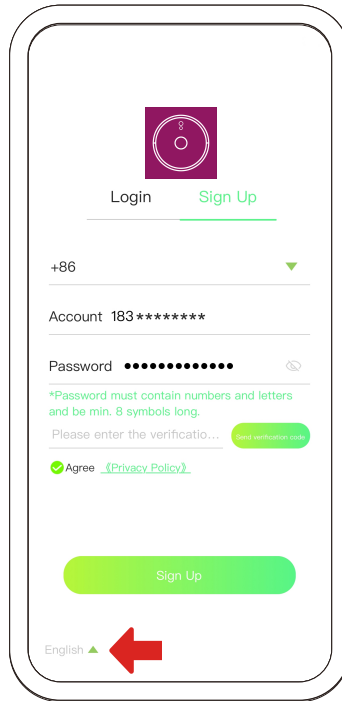 Login Sign Up
+86
Account 183********
Password ●●●●●●●●●●●●●
*Password must contain numbers and letters
and be min. 8 symbols long.
Please enter the verificatio... Send verification code
Agree 《Privacy Policy》
Sign Up
English